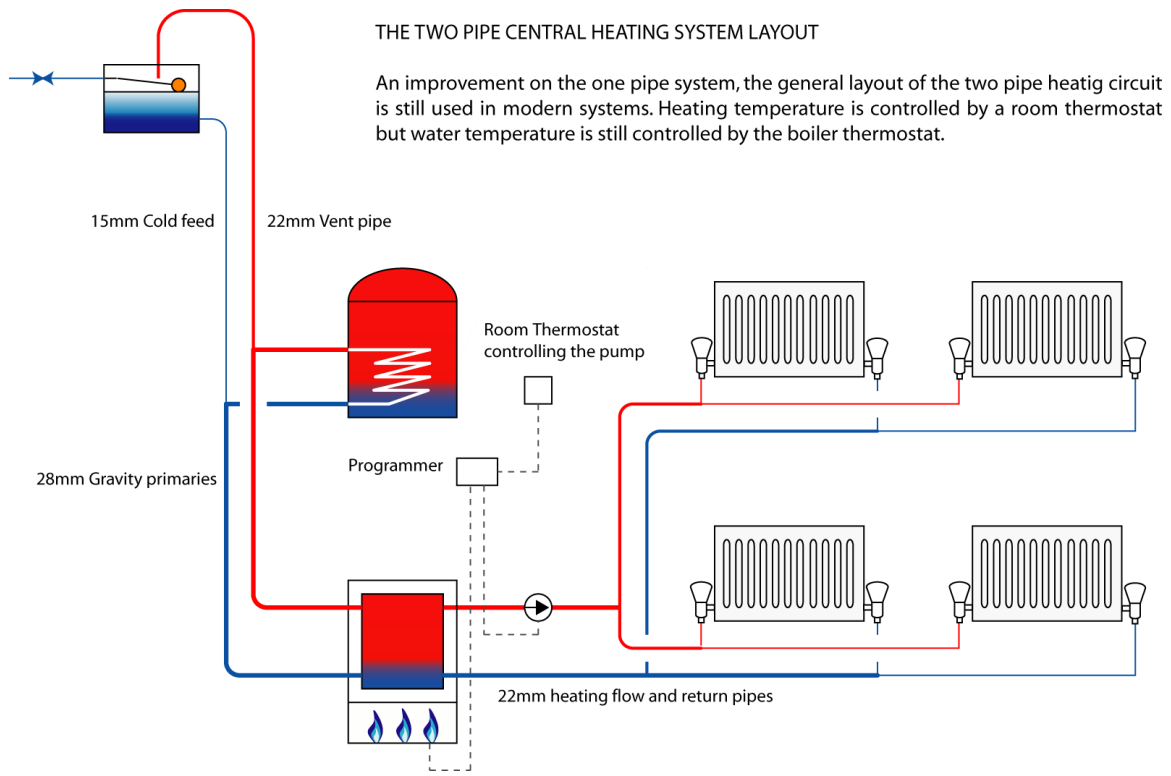 THE TWO PIPE CENTRAL HEATING SYSTEM LAYOUT
An improvement on the one pipe system, the general layout of the two pipe heatig circuit
is still used in modern systems. Heating temperature is controlled by a room thermostat
but water temperature is still controlled by the boiler thermostat.
15mm Cold feed
22mm Vent pipe
Room Thermostat
controlling the pump
Programmer
28mm Gravity primaries
22mm heating flow and return pipes